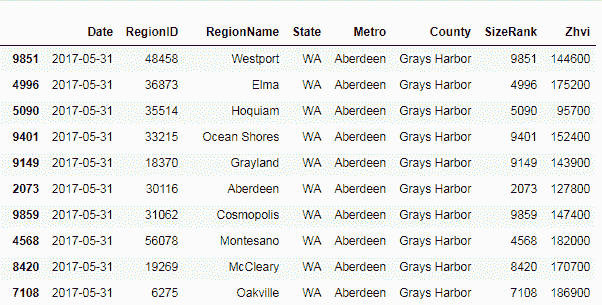 Date RegionID RegionName State Metro County SizeRank Zhvi
9851 2017-05-31 48458 Westport WA Aberdeen Grays Harbor 9851 144600
4996 2017-05-31 36873 Elma WA Aberdeen Grays Harbor 4996 175200
5090 2017-05-31 35514 Hoquiam WA Aberdeen Grays Harbor 5090 95700
9401 2017-05-31 33215 Ocean Shores WA Aberdeen Grays Harbor 9401 152400
9149 2017-05-31 18370 Grayland WA Aberdeen Grays Harbor 9149 143900
2073 2017-05-31 30116 Aberdeen WA Aberdeen Grays Harbor 2073 127800
9859 2017-05-31 31062 Cosmopolis WA Aberdeen Grays Harbor 9859 147400
4568 2017-05-31 56078 Montesano WA Aberdeen Grays Harbor 4568 182000
8420 2017-05-31 19269 McCleary WA Aberdeen Grays Harbor 8420 170700
7108 2017-05-31 6275 Oakville WA Aberdeen Grays Harbor 7108 186900